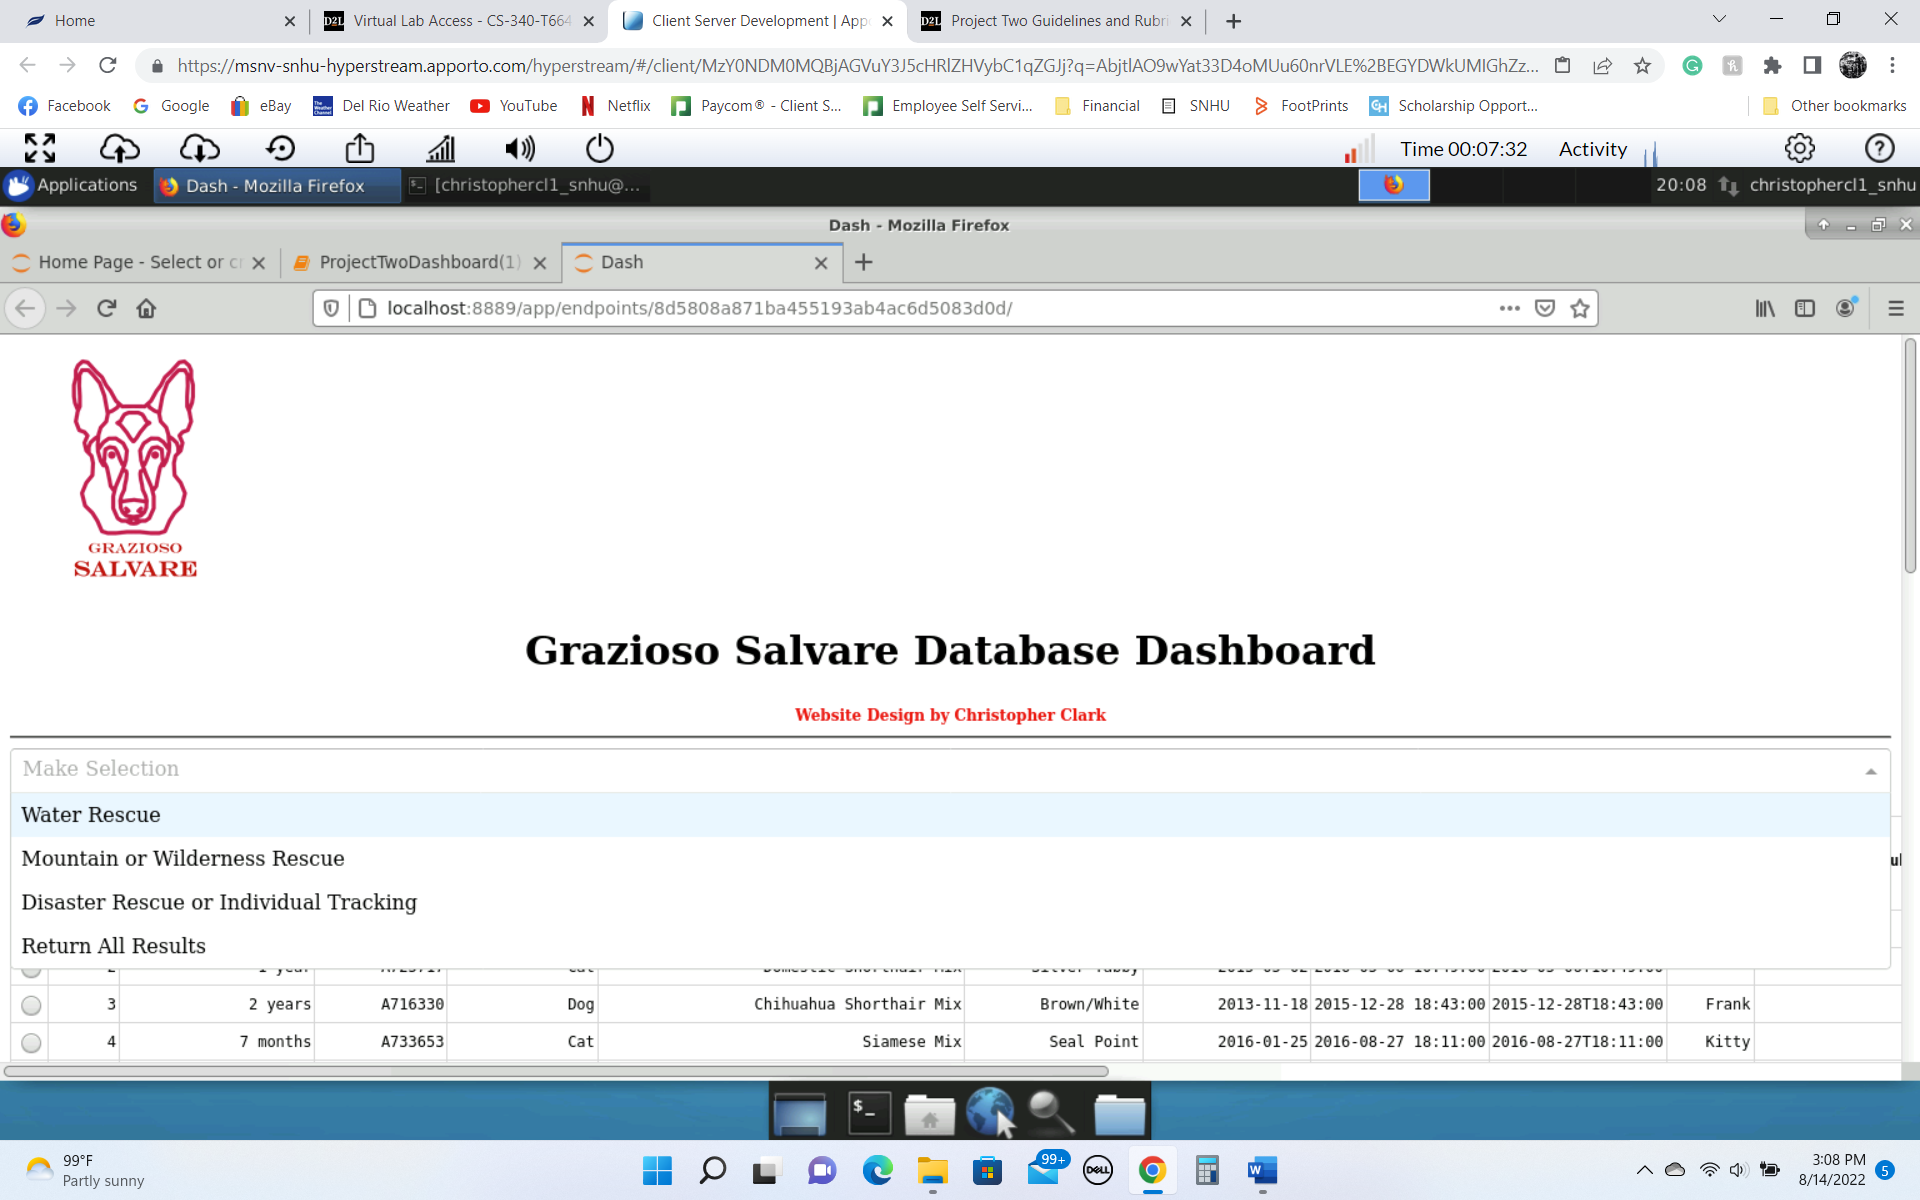 Home
D2L Virtual Lab Access - CS-340-T664
Client Server Development | Appo
D2L Project Two Guidelines and Rubri
https://msnv-snhu-hyperstream.apporto.com/hyperstream/#/client/MzY0NDM0MQBjAGVuY3J5cHRlZHVybC1qZGJj?q=AbjtlAO9wYat33D4oMUu60nrVLE%2BEGYDWkUMIGhZz...
Facebook Google eBay Del Rio Weather YouTube Netflix Paycom® - Client S... Employee Self Servi... Financial SNHU FootPrints Scholarship Opport... Other bookmarks
Time 00:07:32 Activity
Applications Dash - Mozilla Firefox [christophercl1_snhu@... 20:08 christophercl1_snhu
Dash - Mozilla Firefox
Home Page - Select or cr ProjectTwoDashboard(1) Dash
localhost:8889/app/endpoints/8d5808a871ba455193ab4ac6d5083d0d/
GRAZIOSO
SALVARE
Grazioso Salvare Database Dashboard
Website Design by Christopher Clark
Make Selection
Water Rescue
Mountain or Wilderness Rescue
Disaster Rescue or Individual Tracking
Return All Results
3 2 years A716330 Dog Chihuahua Shorthair Mix Brown/White 2013-11-18 2015-12-28 18:43:00 2015-12-28T18:43:00 Frank
4 7 months A733653 Cat Siamese Mix Seal Point 2016-01-25 2016-08-27 18:11:00 2016-08-27T18:11:00 Kitty
$_
99°F
Partly sunny
99+
DELL
W
3:08 PM
8/14/2022
5